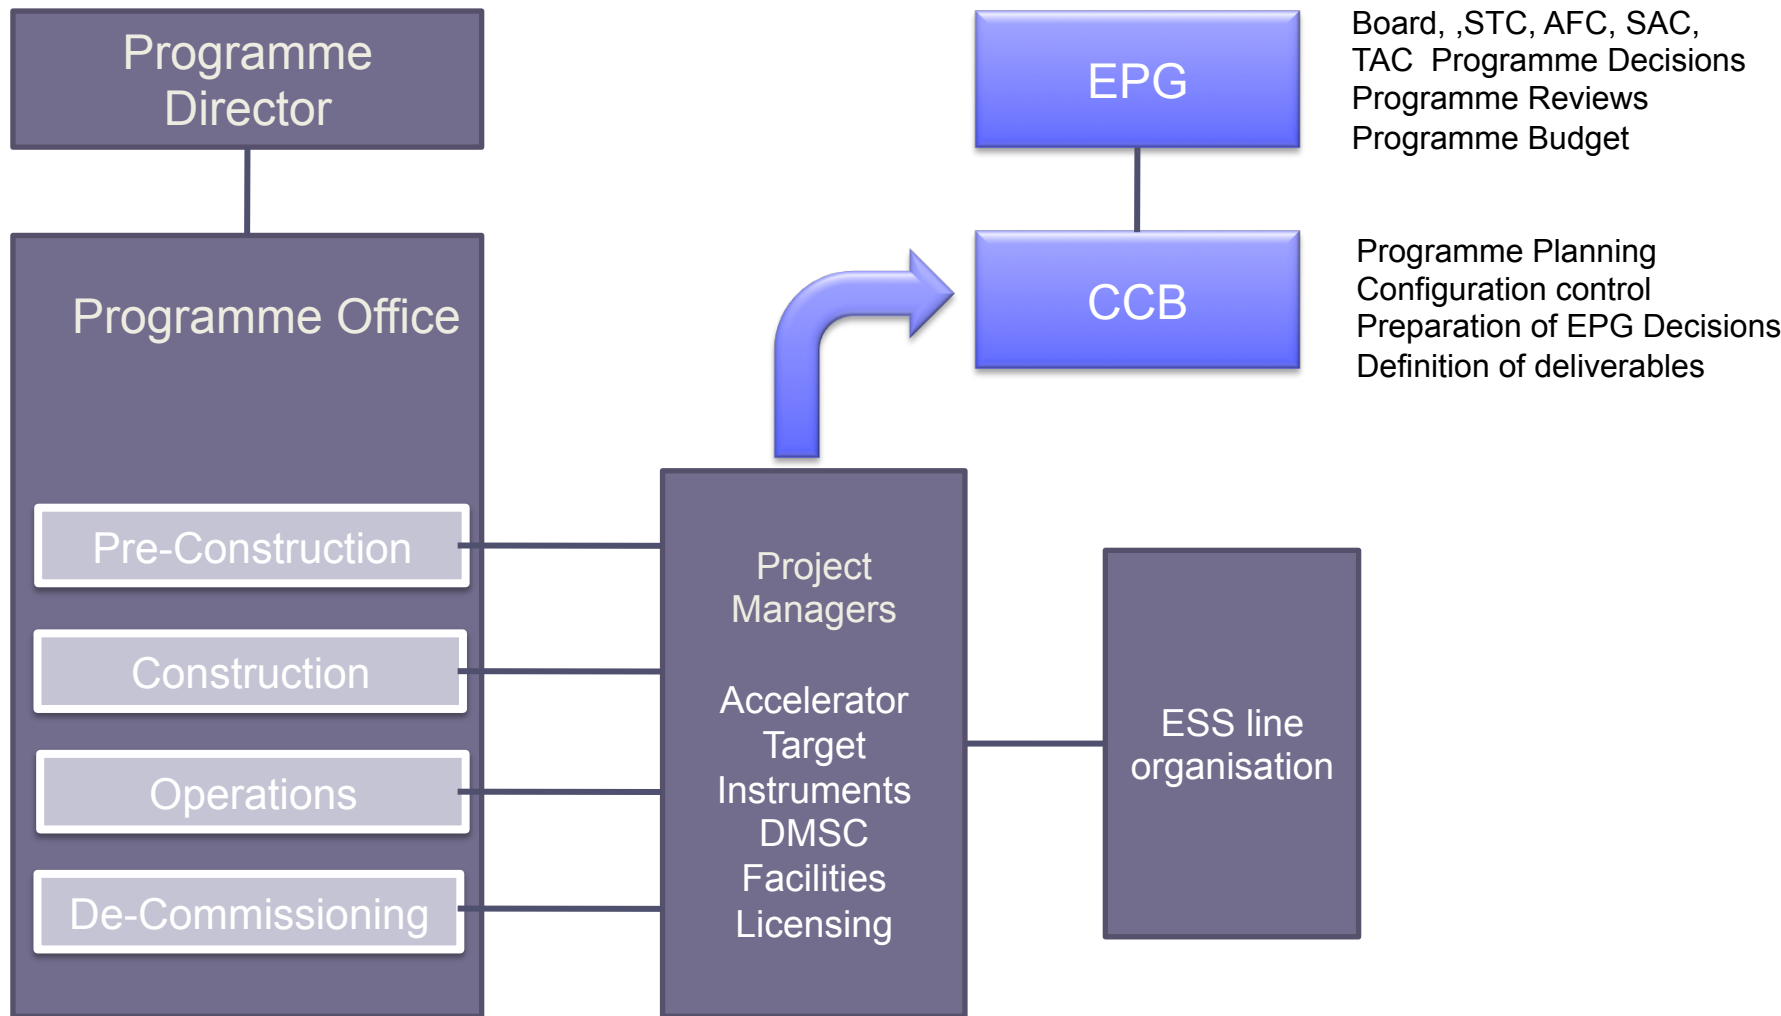 Programme
Director
EPG
Board, ,STC, AFC, SAC,
TAC  Programme Decisions
Programme Reviews
Programme Budget
Programme Office
CCB
Programme Planning
Configuration control
Preparation of EPG Decisions
Definition of deliverables
Pre-Construction
Construction
Operations
De-Commissioning
Project
Managers
Accelerator
Target
Instruments
DMSC
Facilities
Licensing
ESS line
organisation